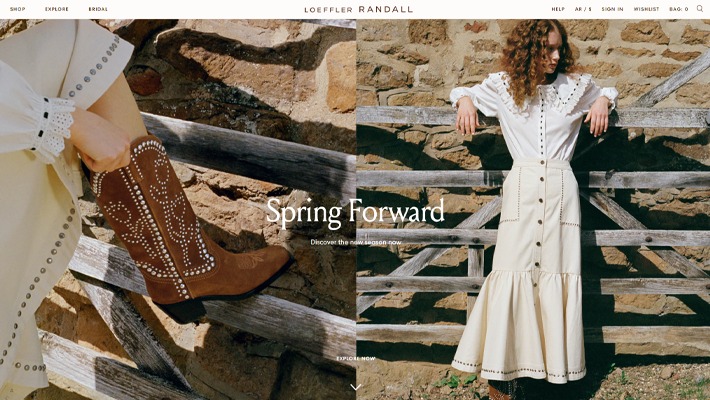 SHOP
EXPLORE
BRIDAL
LOEFFLER RANDALL
HELP
AR / $
SIGN IN
WISHLIST
BAG: 0
Spring Forward
Discover the new season now
EXPLORE NOW